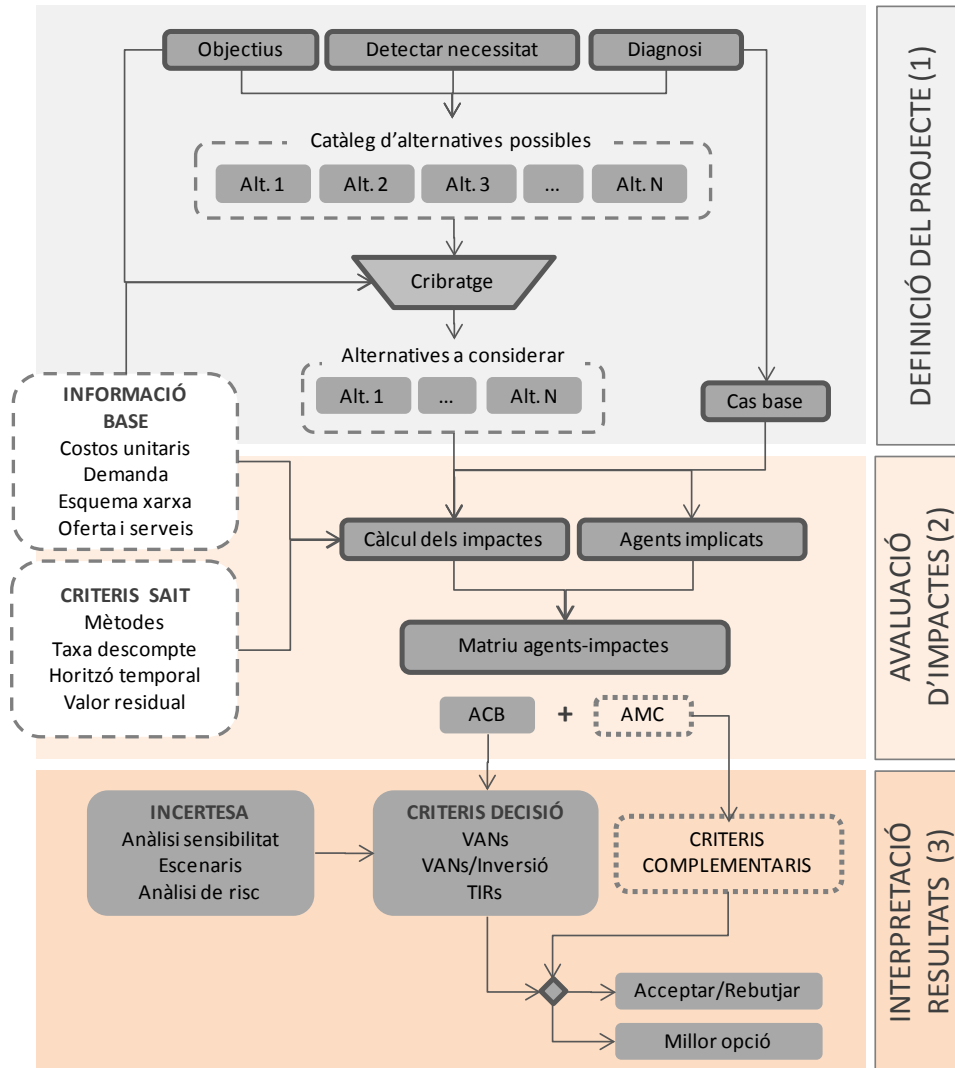 Objectius
Detectar necessitat
Diagnosi
Catàleg d'alternatives possibles
Alt. 1
Alt. 2
Alt. 3
...
Alt. N
Cribratge
Alternatives a considerar
Alt. 1
...
Alt. N
Cas base
DEFINICIÓ DEL PROJECTE (1)
INFORMACIÓ
BASE
Costos unitaris
Demanda
Esquema xarxa
Oferta i serveis
CRITERIS SAIT
Mètodes
Taxa descompte
Horitzó temporal
Valor residual
Càlcul dels impactes
Agents implicats
Matriu agents-impactes
ACB
+
AMC
AVALUACIÓ
D'IMPACTES (2)
INCERTESA
Anàlisi sensibilitat
Escenaris
Anàlisi de risc
CRITERIS DECISIÓ
VANs
VANs/Inversió
TIRs
CRITERIS
COMPLEMENTARIS
Acceptar/Rebutjar
Millor opció
INTERPRETACIÓ
RESULTATS (3)